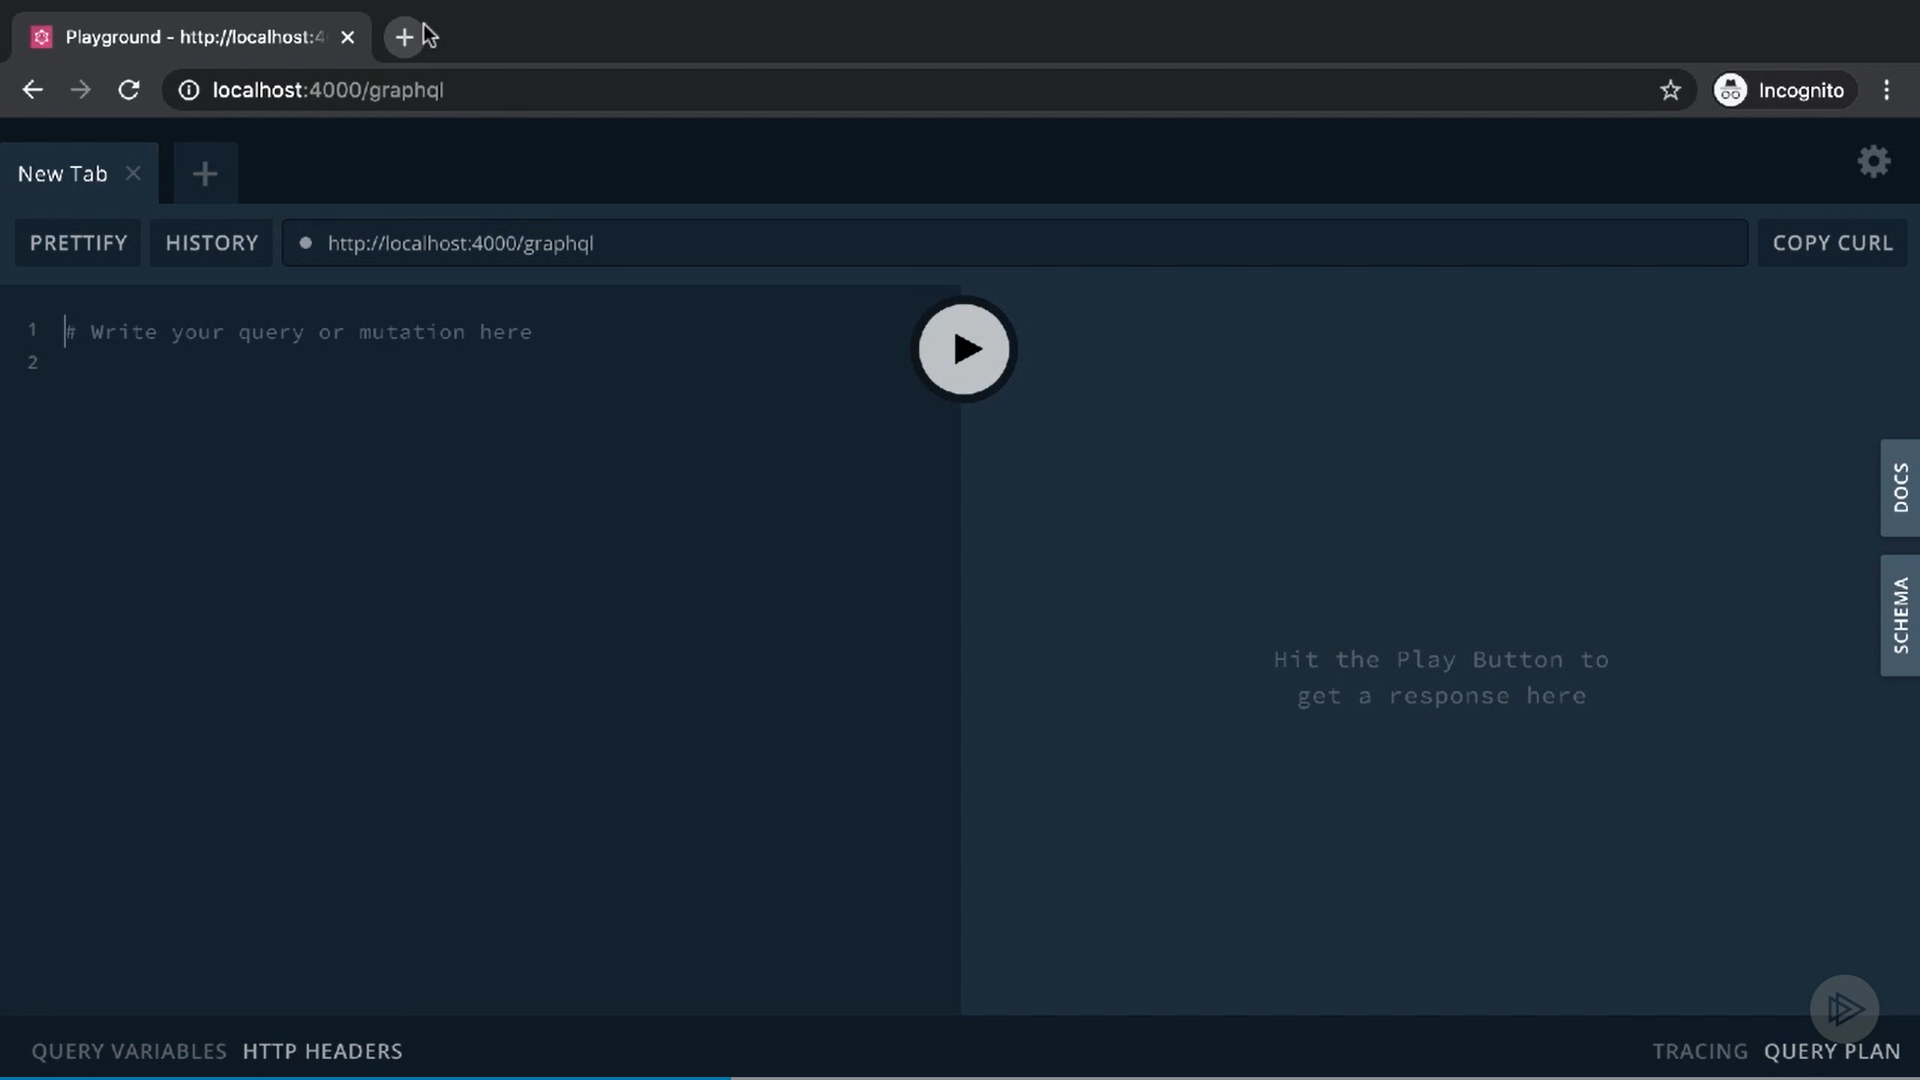 Playground - http://localhost:4
localhost:4000/graphql
Incognito
New Tab
PRETTIFY
HISTORY
http://localhost:4000/graphql
COPY CURL
1
# Write your query or mutation here
2
DOCS
SCHEMA
Hit the Play Button to
get a response here
QUERY VARIABLES
HTTP HEADERS
TRACING
QUERY PLAN